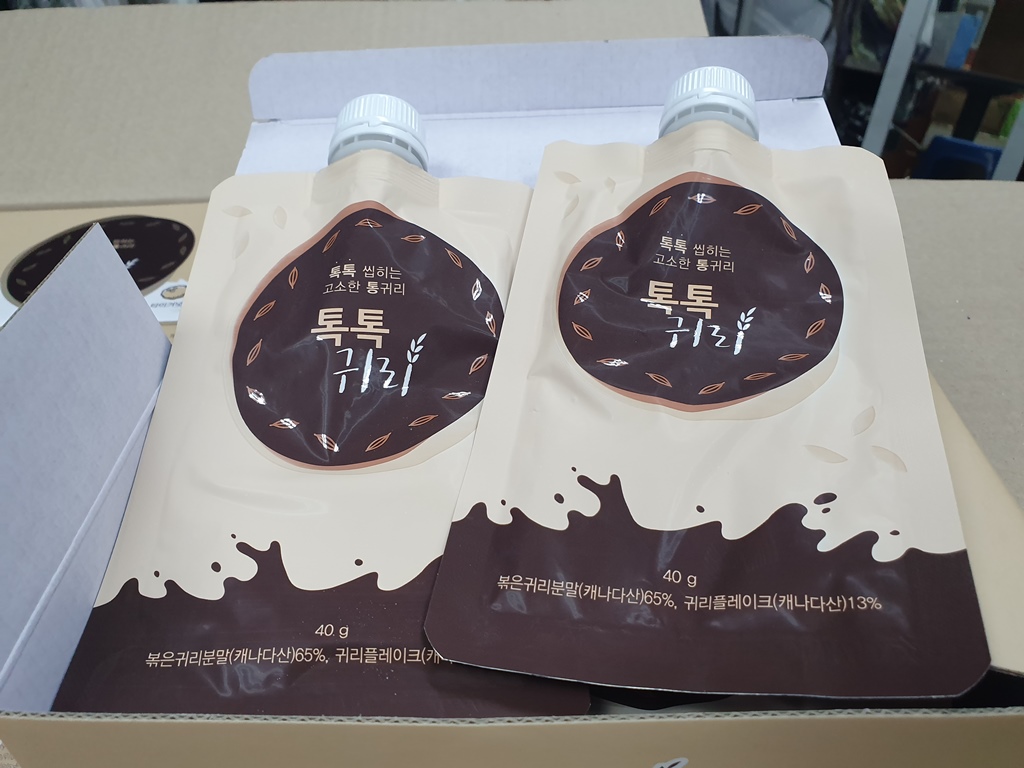 톡톡 씹히는
고소한 통귀리
톡톡
귀리
40 g
볶은귀리분말(캐나다산)65%, 귀리플레이크(캐
톡톡 씹히는
고소한 통귀리
톡톡
귀리
40 g
볶은귀리분말(캐나다산)65%, 귀리플레이크(캐나다산)13%